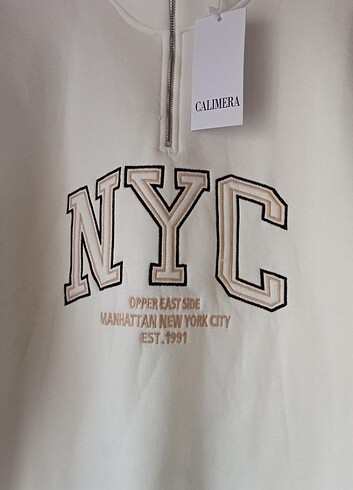 CALIMERA
NYC
OPPER EAST SIDE
MANHATTAN NEW YORK CITY
EST.1991